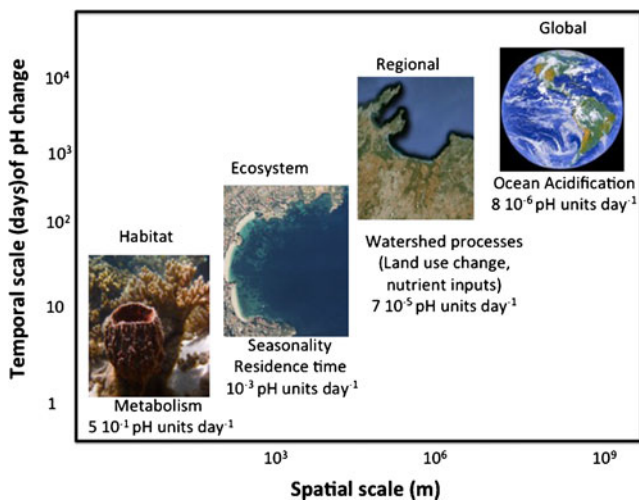 Global
Regional
Ecosystem
Habitat
Ocean Acidification
8 10⁻⁶ pH units day⁻¹
Watershed processes
(Land use change,
nutrient inputs)
7 10⁻⁵ pH units day⁻¹
Seasonality
Residence time
10⁻³ pH units day⁻¹
Metabolism
5 10⁻¹ pH units day⁻¹
Temporal scale (days)of pH change
10⁴
10³
10²
10
1
10³ 10⁶ 10⁹
Spatial scale (m)